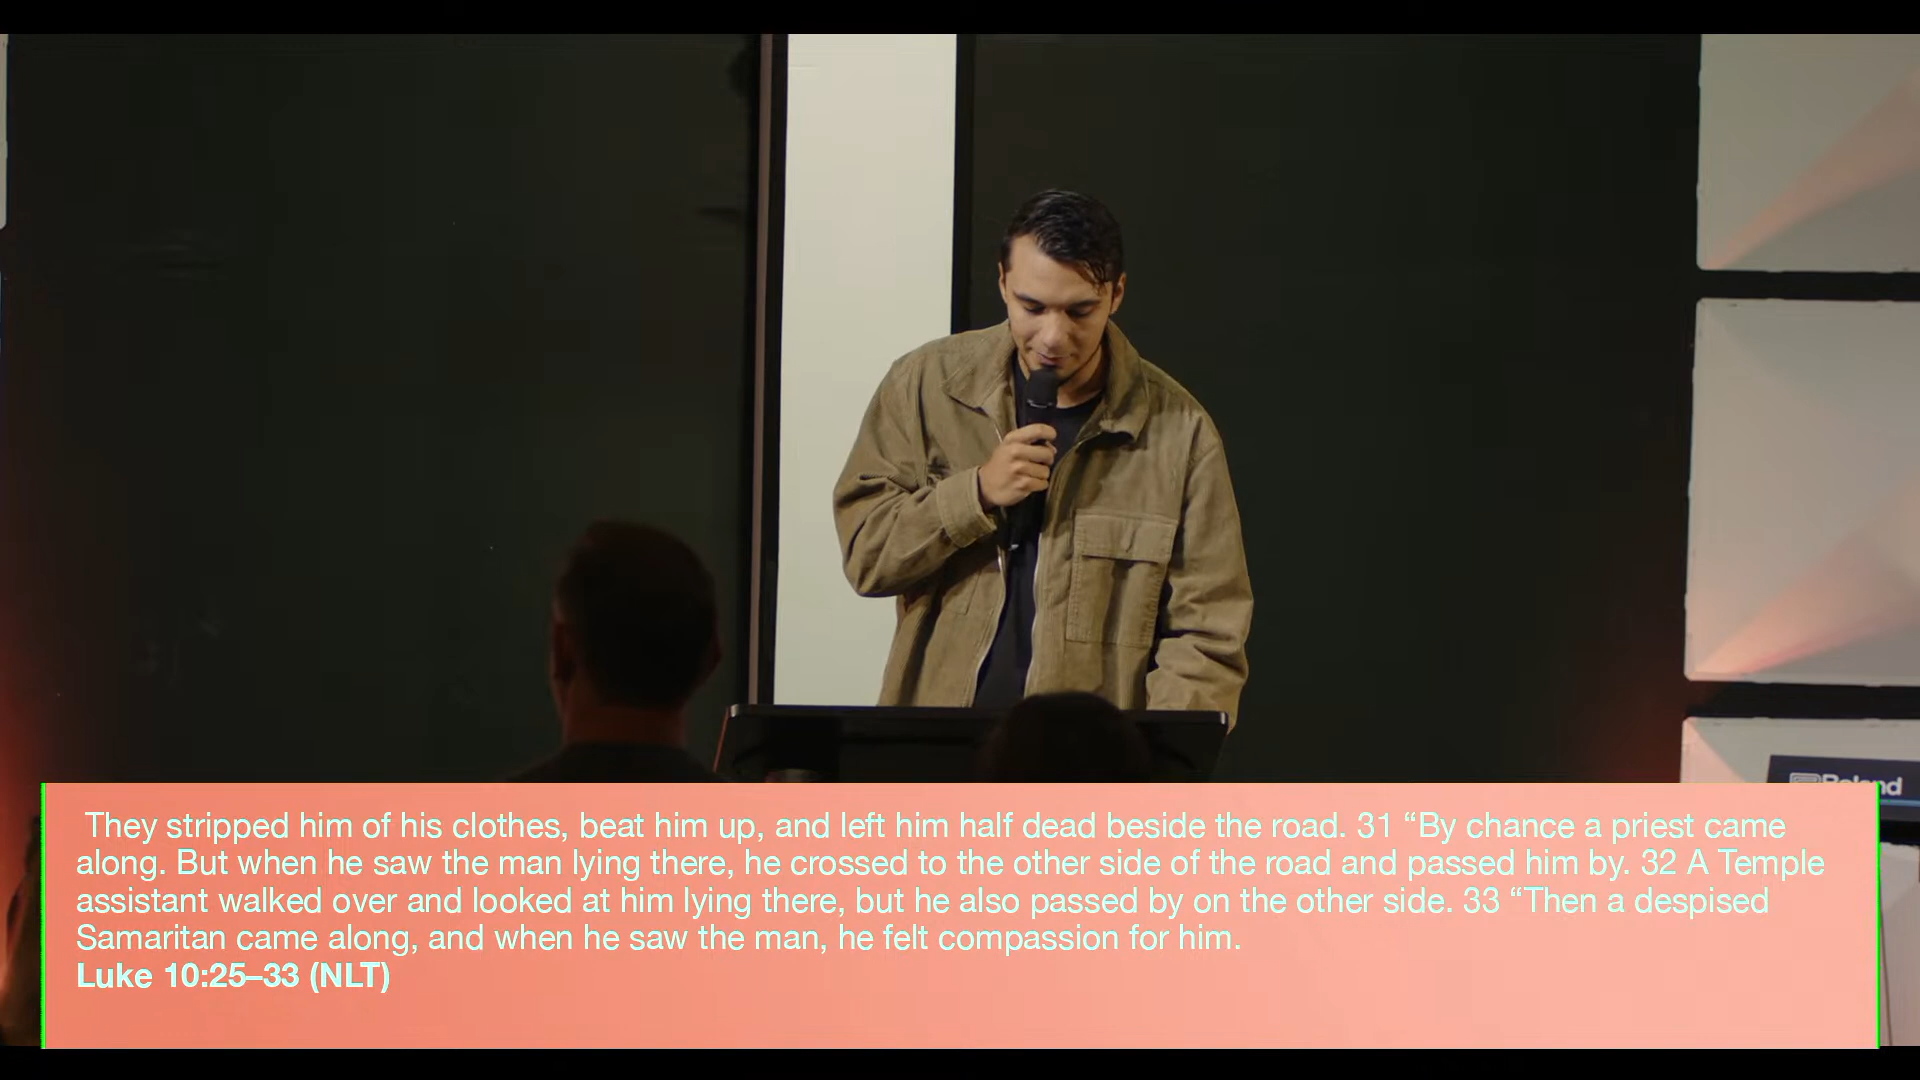 Roland
They stripped him of his clothes, beat him up, and left him half dead beside the road. 31 “By chance a priest came
along. But when he saw the man lying there, he crossed to the other side of the road and passed him by. 32 A Temple
assistant walked over and looked at him lying there, but he also passed by on the other side. 33 “Then a despised
Samaritan came along, and when he saw the man, he felt compassion for him.
Luke 10:25–33 (NLT)